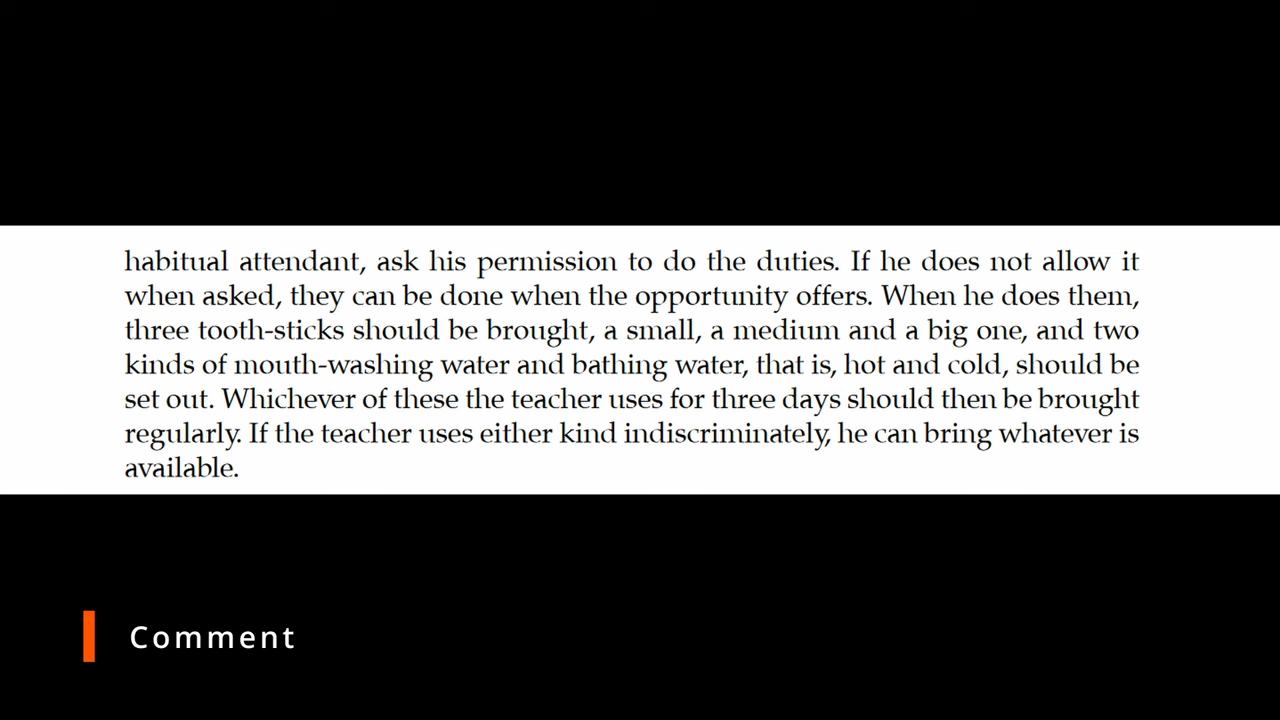 habitual attendant, ask his permission to do the duties. If he does not allow it
when asked, they can be done when the opportunity offers. When he does them,
three tooth-sticks should be brought, a small, a medium and a big one, and two
kinds of mouth-washing water and bathing water, that is, hot and cold, should be
set out. Whichever of these the teacher uses for three days should then be brought
regularly. If the teacher uses either kind indiscriminately, he can bring whatever is
available.
Comment